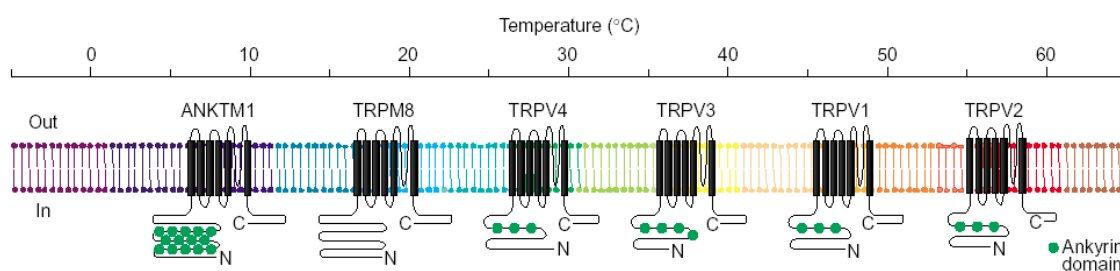 Temperature (°C)
0 10 20 30 40 50 60
ANKTM1 TRPM8 TRPV4 TRPV3 TRPV1 TRPV2
Out
In
C C C C C C
N N N N N N
Ankyrin
domain